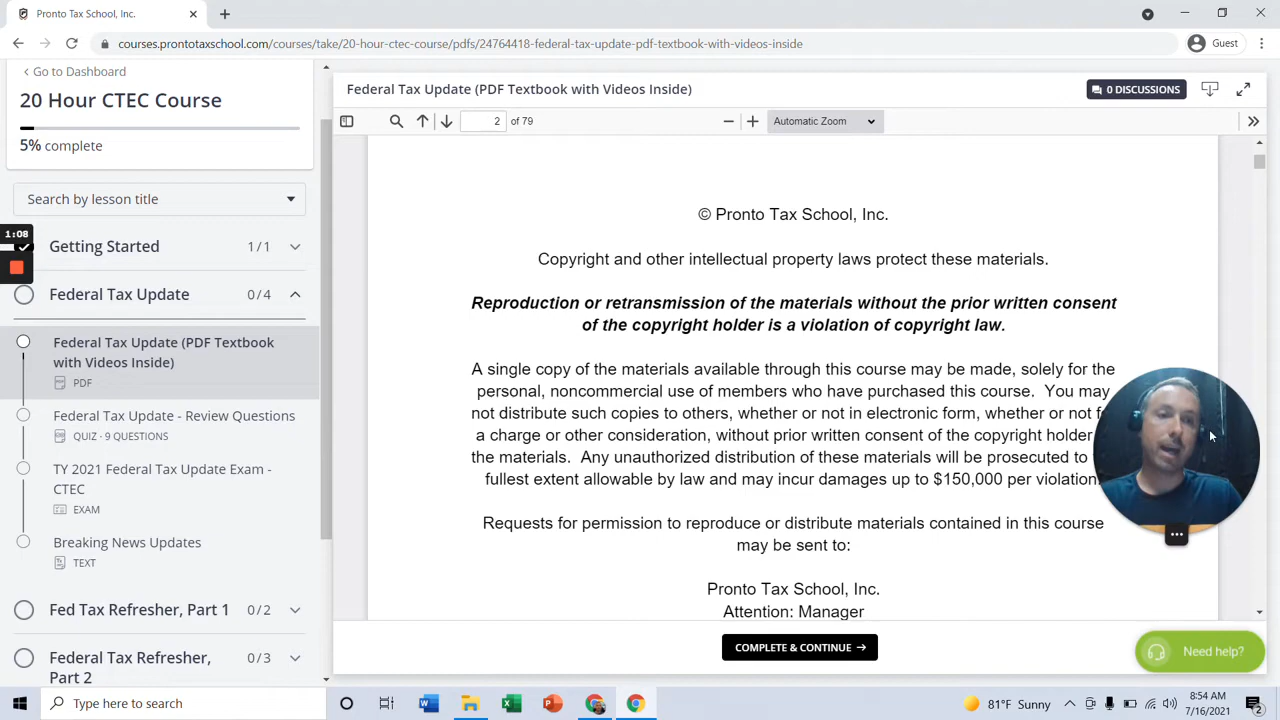 Pronto Tax School, Inc.
courses.prontotaxschool.com/courses/take/20-hour-ctec-course/pdfs/24764418-federal-tax-update-pdf-textbook-with-videos-inside
Guest
Go to Dashboard
20 Hour CTEC Course
5% complete
Search by lesson title
1:08
Getting Started 1/1
Federal Tax Update 0/4
Federal Tax Update (PDF Textbook
with Videos Inside)
PDF
Federal Tax Update - Review Questions
QUIZ · 9 QUESTIONS
TY 2021 Federal Tax Update Exam -
CTEC
EXAM
Breaking News Updates
TEXT
Fed Tax Refresher, Part 1 0/2
Federal Tax Refresher, 0/3
Part 2
Federal Tax Update (PDF Textbook with Videos Inside)
0 DISCUSSIONS
2 of 79
Automatic Zoom
© Pronto Tax School, Inc.
Copyright and other intellectual property laws protect these materials.
Reproduction or retransmission of the materials without the prior written consent
of the copyright holder is a violation of copyright law.
A single copy of the materials available through this course may be made, solely for the
personal, noncommercial use of members who have purchased this course. You may
not distribute such copies to others, whether or not in electronic form, whether or not
a charge or other consideration, without prior written consent of the copyright holder
the materials. Any unauthorized distribution of these materials will be prosecuted to
fullest extent allowable by law and may incur damages up to $150,000 per violation.
Requests for permission to reproduce or distribute materials contained in this course
may be sent to:
Pronto Tax School, Inc.
Attention: Manager
COMPLETE & CONTINUE
Need help?
Type here to search
81°F Sunny
8:54 AM
7/16/2021
2